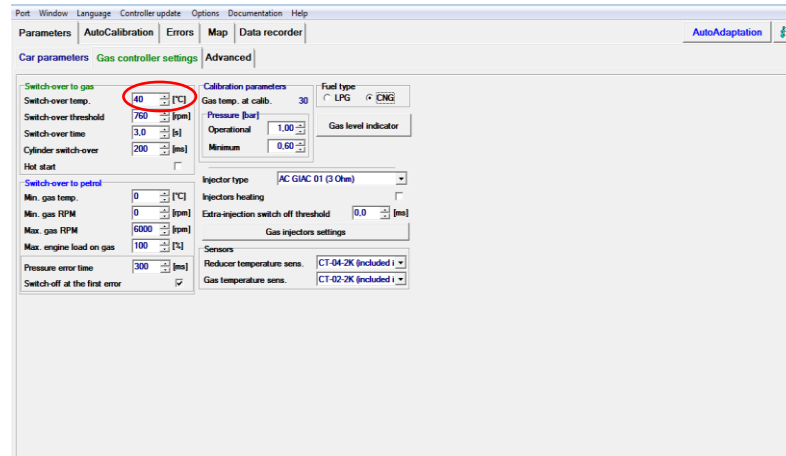 Port Window Language Controller update Options Documentation Help
Parameters AutoCalibration Errors Map Data recorder AutoAdaptation
Car parameters Gas controller settings Advanced
Switch-over to gas
Switch-over temp. 40 [°C]
Switch-over threshold 760 [rpm]
Switch-over time 3,0 [s]
Cylinder switch-over 200 [ms]
Hot start
Switch-over to petrol
Min. gas temp. 0 [°C]
Min. gas RPM 0 [rpm]
Max. gas RPM 6000 [rpm]
Max. engine load on gas 100 [%]
Pressure error time 300 [ms]
Switch-off at the first error
Calibration parameters
Gas temp. at calib. 30
Pressure [bar]
Operational 1,00
Minimum 0,60
Fuel type
LPG CNG
Gas level indicator
Injector type AC GIAC 01 (3 Ohm)
Injectors heating
Extra-injection switch off threshold 0,0 [ms]
Gas injectors settings
Sensors
Reducer temperature sens. CT-04-2K (included i
Gas temperature sens. CT-02-2K (included i